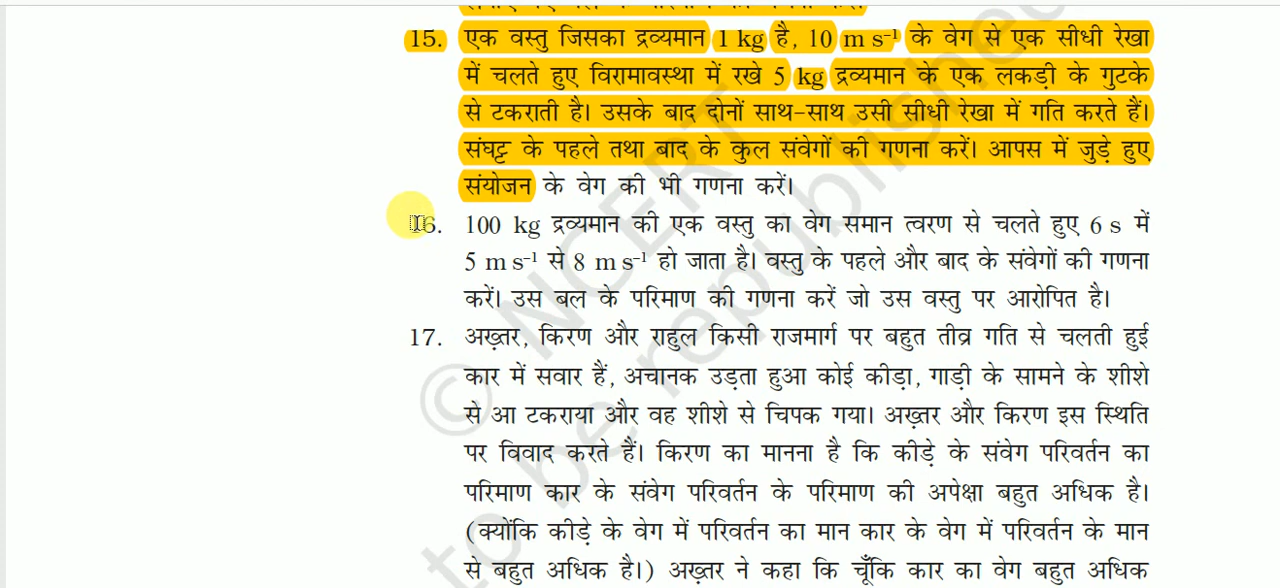 15. एक वस्तु जिसका द्रव्यमान 1 kg है, 10 m s⁻¹ के वेग से एक सीधी रेखा
में चलते हुए विरामावस्था में रखे 5 kg द्रव्यमान के एक लकड़ी के गुटके
से टकराती है। उसके बाद दोनों साथ-साथ उसी सीधी रेखा में गति करते हैं।
संघट्ट के पहले तथा बाद के कुल संवेगों की गणना करें। आपस में जुड़े हुए
संयोजन के वेग की भी गणना करें।
16. 100 kg द्रव्यमान की एक वस्तु का वेग समान त्वरण से चलते हुए 6 s में
5 m s⁻¹ से 8 m s⁻¹ हो जाता है। वस्तु के पहले और बाद के संवेगों की गणना
करें। उस बल के परिमाण की गणना करें जो उस वस्तु पर आरोपित है।
17. अख़्तर, किरण और राहुल किसी राजमार्ग पर बहुत तीव्र गति से चलती हुई
कार में सवार हैं, अचानक उड़ता हुआ कोई कीड़ा, गाड़ी के सामने के शीशे
से आ टकराया और वह शीशे से चिपक गया। अख़्तर और किरण इस स्थिति
पर विवाद करते हैं। किरण का मानना है कि कीड़े के संवेग परिवर्तन का
परिमाण कार के संवेग परिवर्तन के परिमाण की अपेक्षा बहुत अधिक है।
(क्योंकि कीड़े के वेग में परिवर्तन का मान कार के वेग में परिवर्तन के मान
से बहुत अधिक है।) अख़्तर ने कहा कि चूँकि कार का वेग बहुत अधिक
© NCERT
to be republished